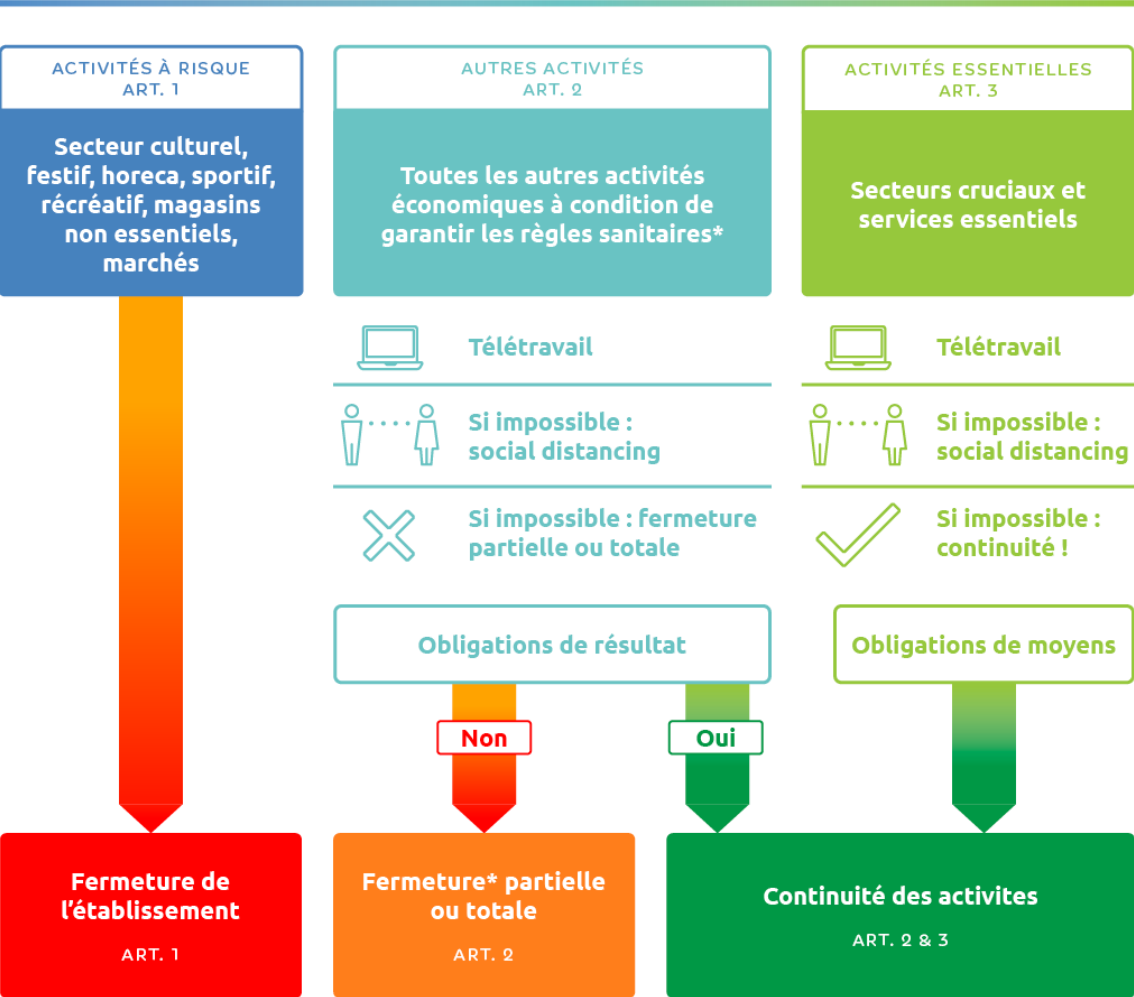 ACTIVITÉS À RISQUE
ART. 1
Secteur culturel,
festif, horeca, sportif,
récréatif, magasins
non essentiels,
marchés
AUTRES ACTIVITÉS
ART. 2
Toutes les autres activités
économiques à condition de
garantir les règles sanitaires*
ACTIVITÉS ESSENTIELLES
ART. 3
Secteurs cruciaux et
services essentiels
Télétravail
Si impossible :
social distancing
Si impossible : fermeture
partielle ou totale
Télétravail
Si impossible :
social distancing
Si impossible :
continuité !
Obligations de résultat
Obligations de moyens
Non
Oui
Fermeture de
l'établissement
ART. 1
Fermeture* partielle
ou totale
ART. 2
Continuité des activites
ART. 2 & 3